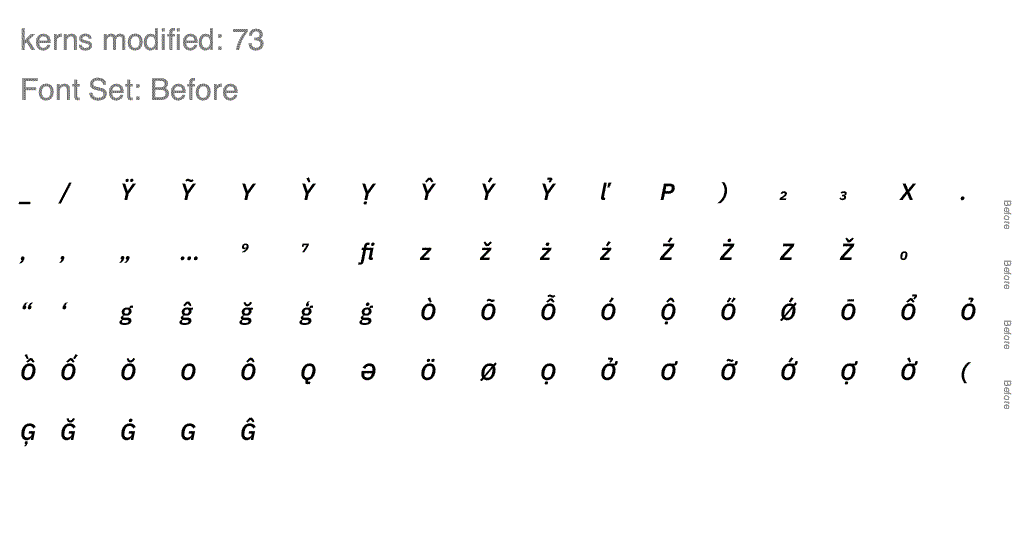 kerns modified: 73
Font Set: Before
_ / Ÿ Ỹ Y Ỳ Ỵ Ŷ Ý Ỷ ľ P ) ₂ ₃ X .
, ‚ „ … ⁹ ⁷ fi z ž ż ź Ź Ż Z Ž ₀
“ ‘ g ĝ ğ ģ ġ Ò Õ Ỗ Ó Ộ Ő Ǿ Ō Ổ Ỏ
Ồ Ố Ŏ O Ô Q Ə Ö Ø Ọ Ở Ơ Ỡ Ớ Ợ Ờ (
Ģ Ğ Ġ G Ĝ
Before
Before
Before
Before